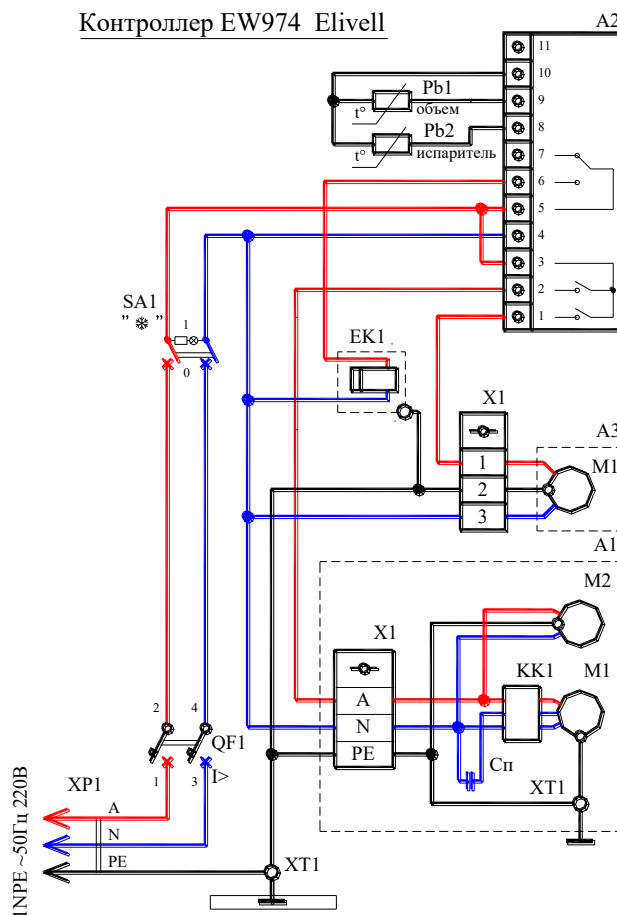 Контроллер EW974 Elivell
A2
11
10
Pb1
9
t°
объем
Pb2
8
t°
испаритель
7
6
5
4
3
SA1
2
" ❄ "
1
1
EK1
0
X1
A3
1
M1
2
3
A1
M2
X1
KK1
M1
A
N
2
4
PE
QF1
Cп
XP1
1
3
I>
XT1
A
N
PE
XT1
1NPE ~50Гц 220В